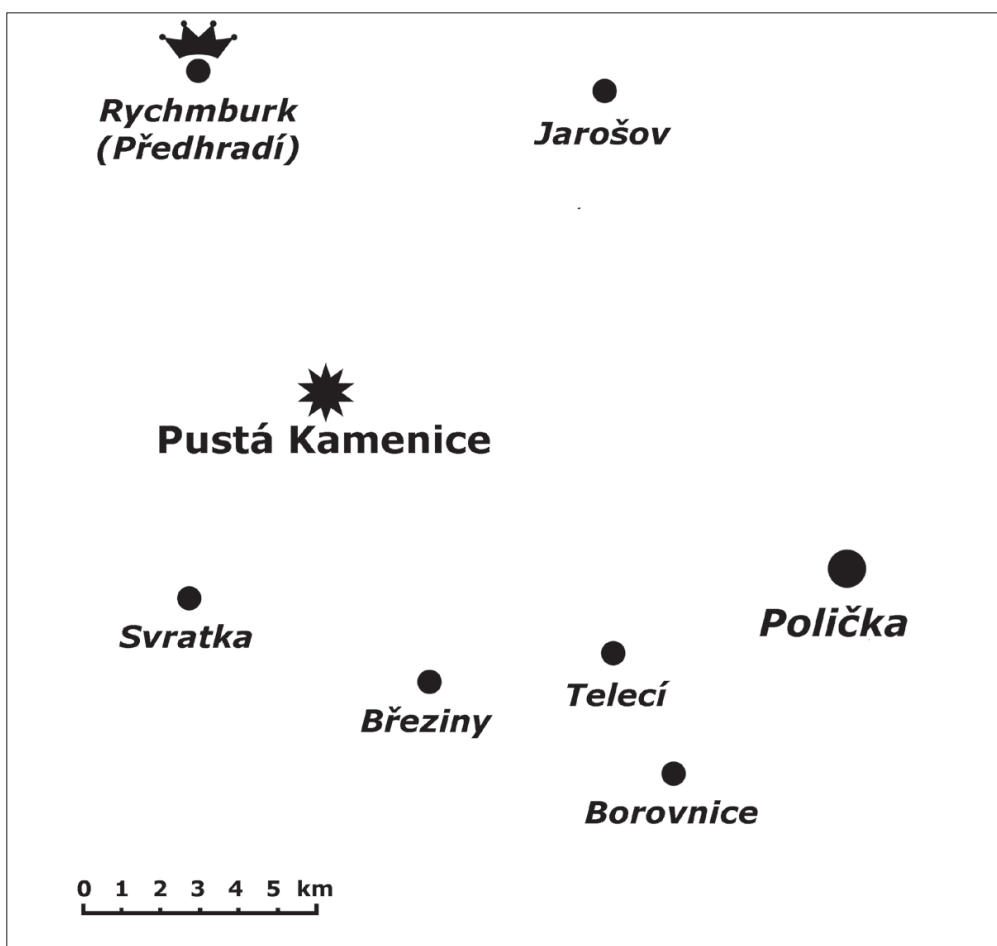 Rychmburk
(Předhradí)
Jarošov
Pustá Kamenice
Polička
Svratka
Telecí
Březiny
Borovnice
0 1 2 3 4 5 km